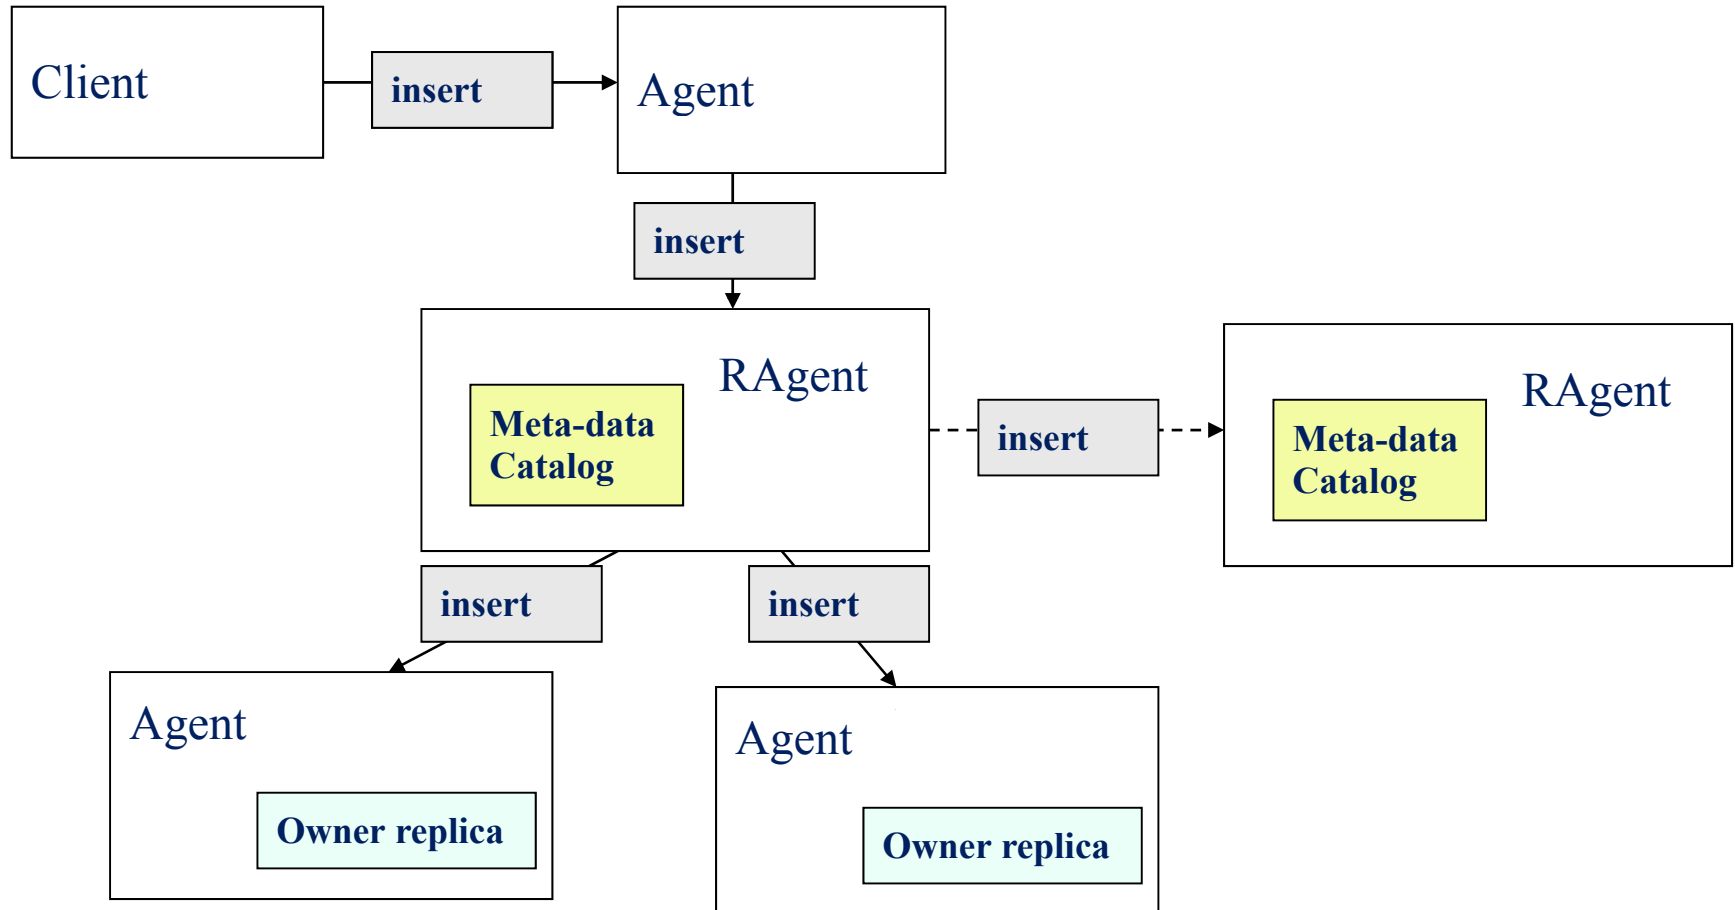 Client
insert
Agent
insert
RAgent
Meta-data
Catalog
insert
RAgent
Meta-data
Catalog
insert
insert
Agent
Owner replica
Agent
Owner replica